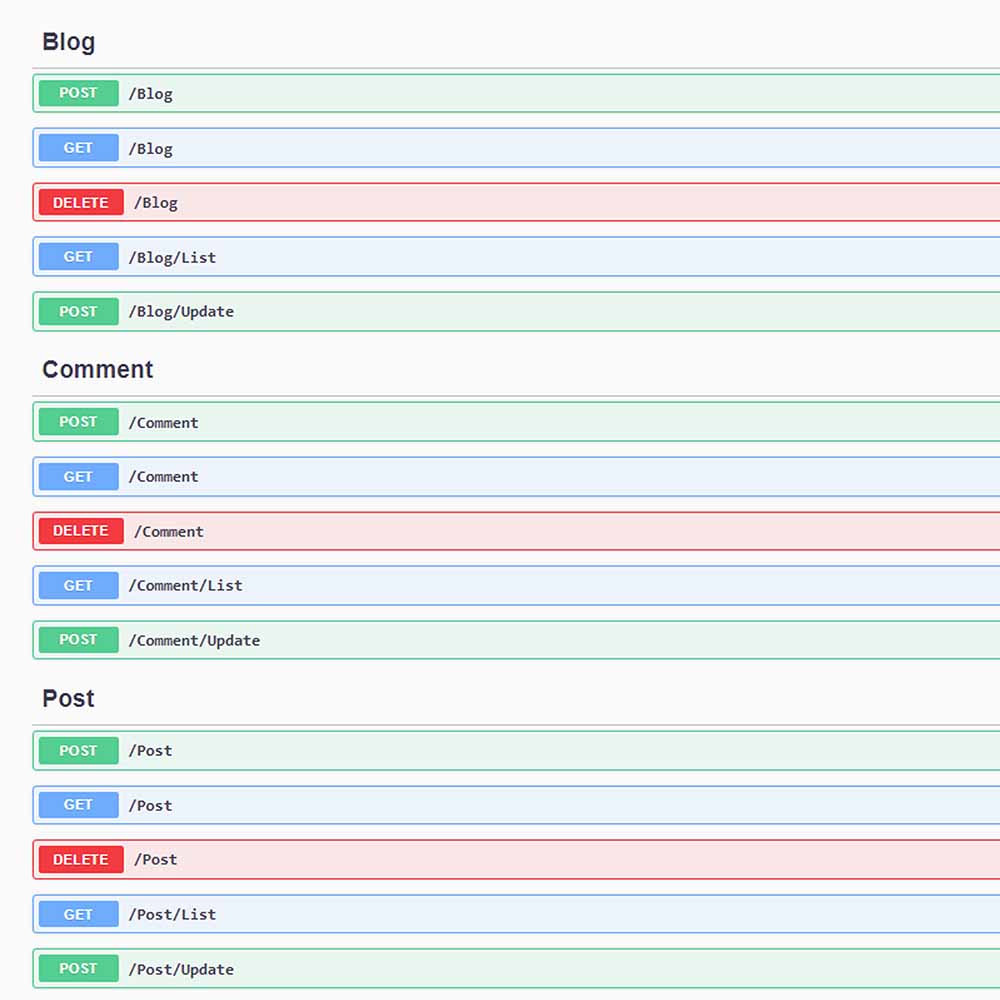 Blog
POST /Blog
GET /Blog
DELETE /Blog
GET /Blog/List
POST /Blog/Update
Comment
POST /Comment
GET /Comment
DELETE /Comment
GET /Comment/List
POST /Comment/Update
Post
POST /Post
GET /Post
DELETE /Post
GET /Post/List
POST /Post/Update